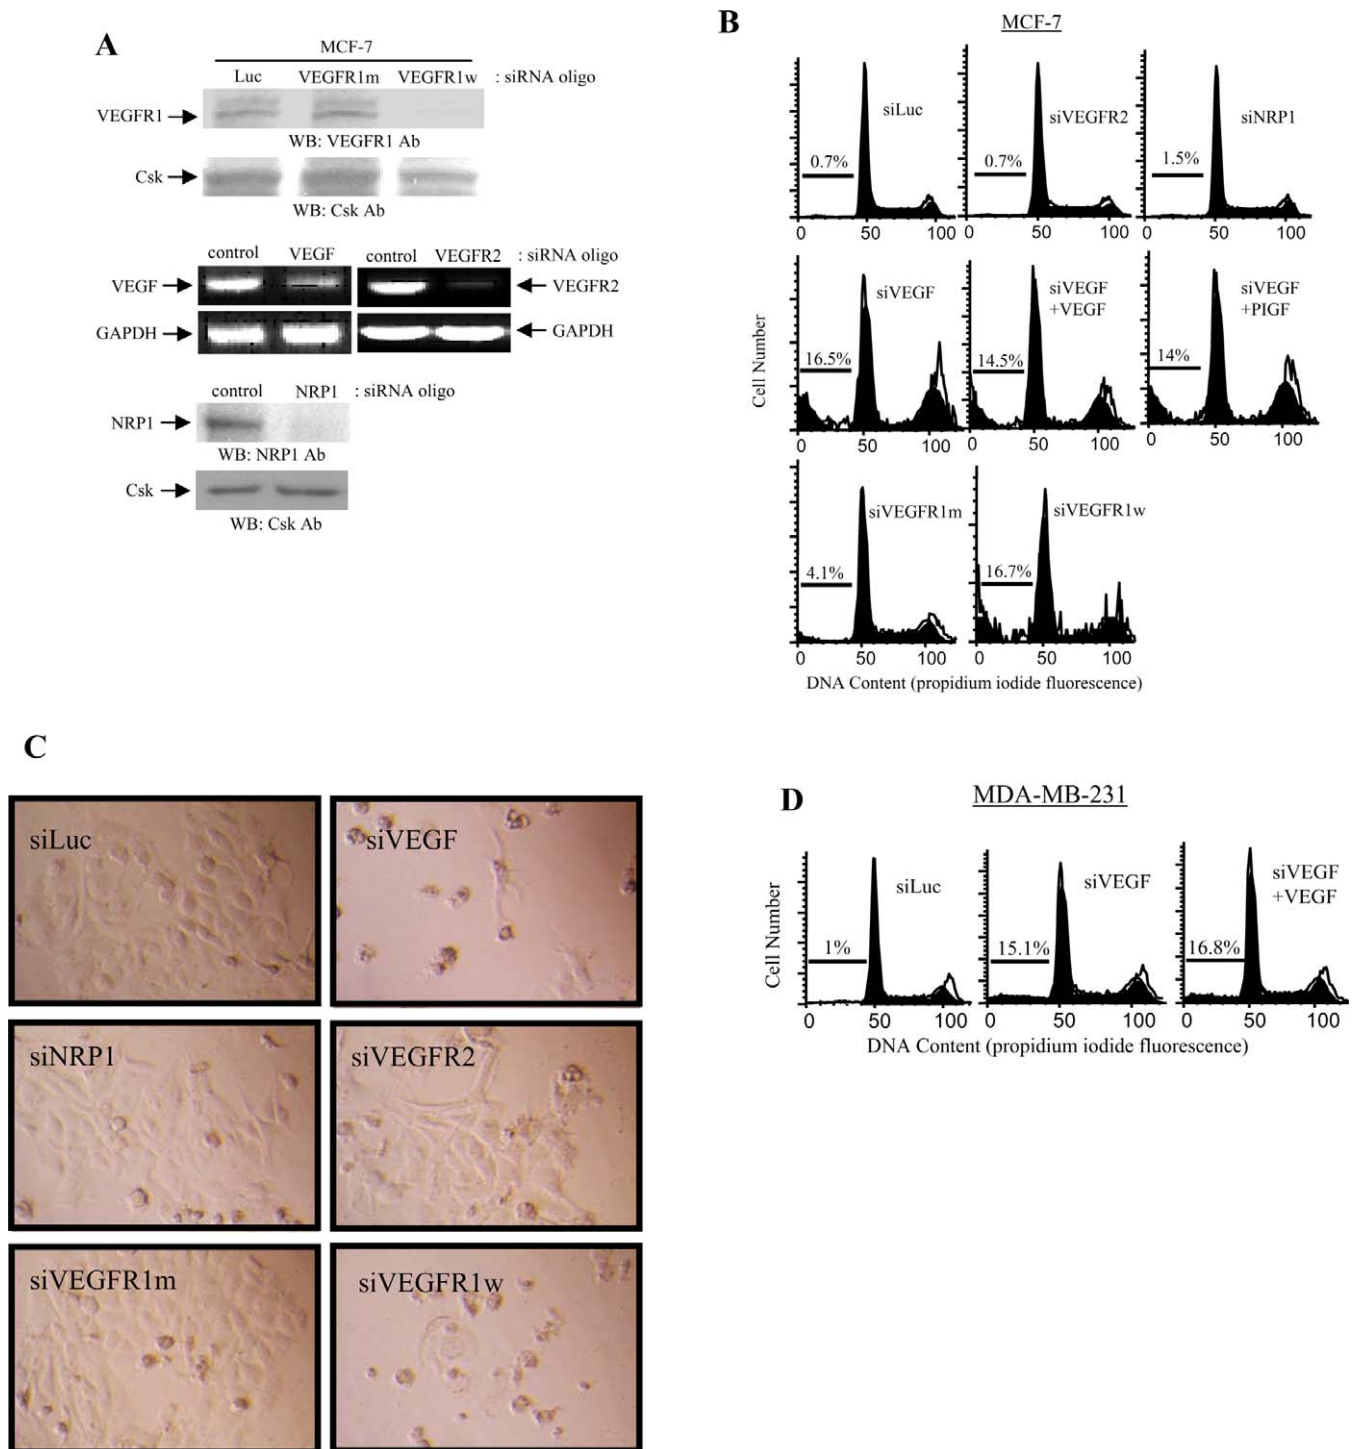 A
MCF-7
Luc VEGFR1m VEGFR1w : siRNA oligo
VEGFR1
WB: VEGFR1 Ab
Csk
WB: Csk Ab
control VEGF control VEGFR2 : siRNA oligo
VEGF VEGFR2
GAPDH GAPDH
control NRP1 : siRNA oligo
NRP1
WB: NRP1 Ab
Csk
WB: Csk Ab
B
MCF-7
siLuc siVEGFR2 siNRP1
0.7% 0.7% 1.5%
0 50 100 0 50 100 0 50 100
Cell Number
siVEGF siVEGF siVEGF
+VEGF +PIGF
16.5% 14.5% 14%
0 50 100 0 50 100 0 50 100
siVEGFR1m siVEGFR1w
4.1% 16.7%
0 50 100 0 50 100
DNA Content (propidium iodide fluorescence)
C
siLuc siVEGF
siNRP1 siVEGFR2
siVEGFR1m siVEGFR1w
D
MDA-MB-231
Cell Number
siLuc siVEGF siVEGF
+VEGF
1% 15.1% 16.8%
0 50 100 0 50 100 0 50 100
DNA Content (propidium iodide fluorescence)